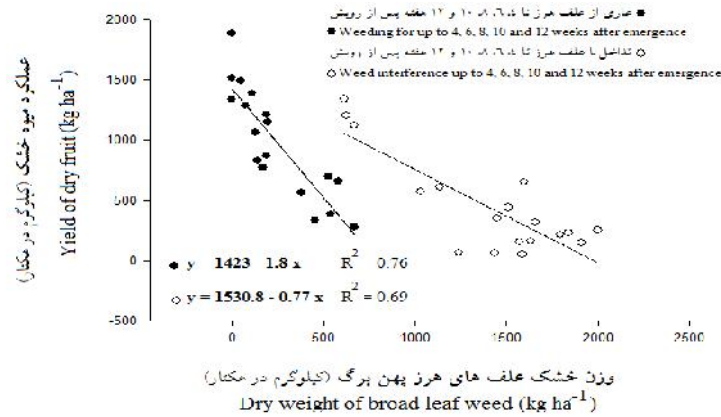 عاری از علف هرز تا ۴، ۶، ۸، ۱۰ و ۱۲ هفته پس از رویش
Weeding for up to 4, 6, 8, 10 and 12 weeks after emergence
تداخل با علف هرز تا ۴، ۶، ۸، ۱۰ و ۱۲ هفته پس از رویش
Weed interference up to 4, 6, 8, 10 and 12 weeks after emergence
عملکرد میوه خشک (کیلوگرم در هکتار)
Yield of dry fruit (kg ha-1)
2000
1500
1000
500
0
-500
y 1423 1.8 x R2 0.76
y = 1530.8 - 0.77 x R2 = 0.69
0 500 1000 1500 2000 2500
وزن خشک علف های هرز پهن برگ (کیلوگرم در هکتار)
Dry weight of broad leaf weed (kg ha-1)